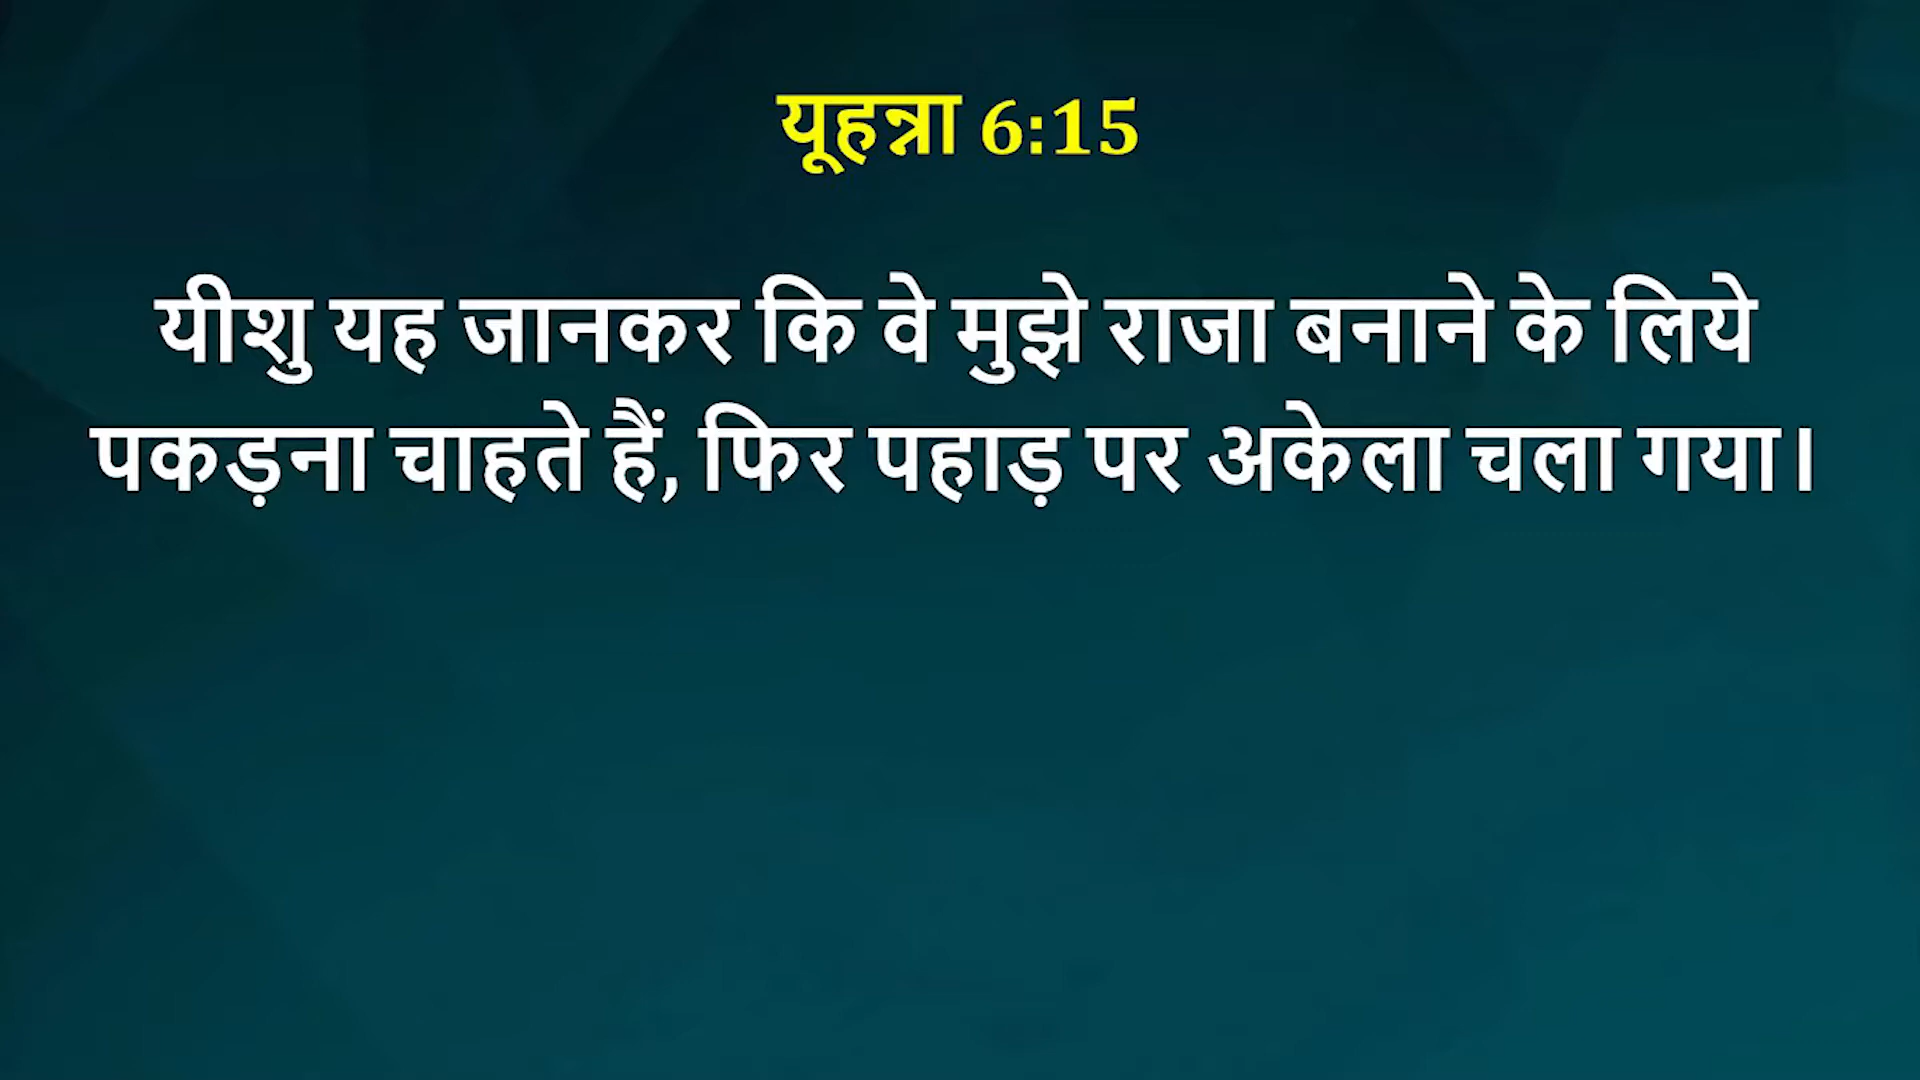 यूहन्ना 6:15
यीशु यह जानकर कि वे मुझे राजा बनाने के लिये
पकड़ना चाहते हैं, फिर पहाड़ पर अकेला चला गया।